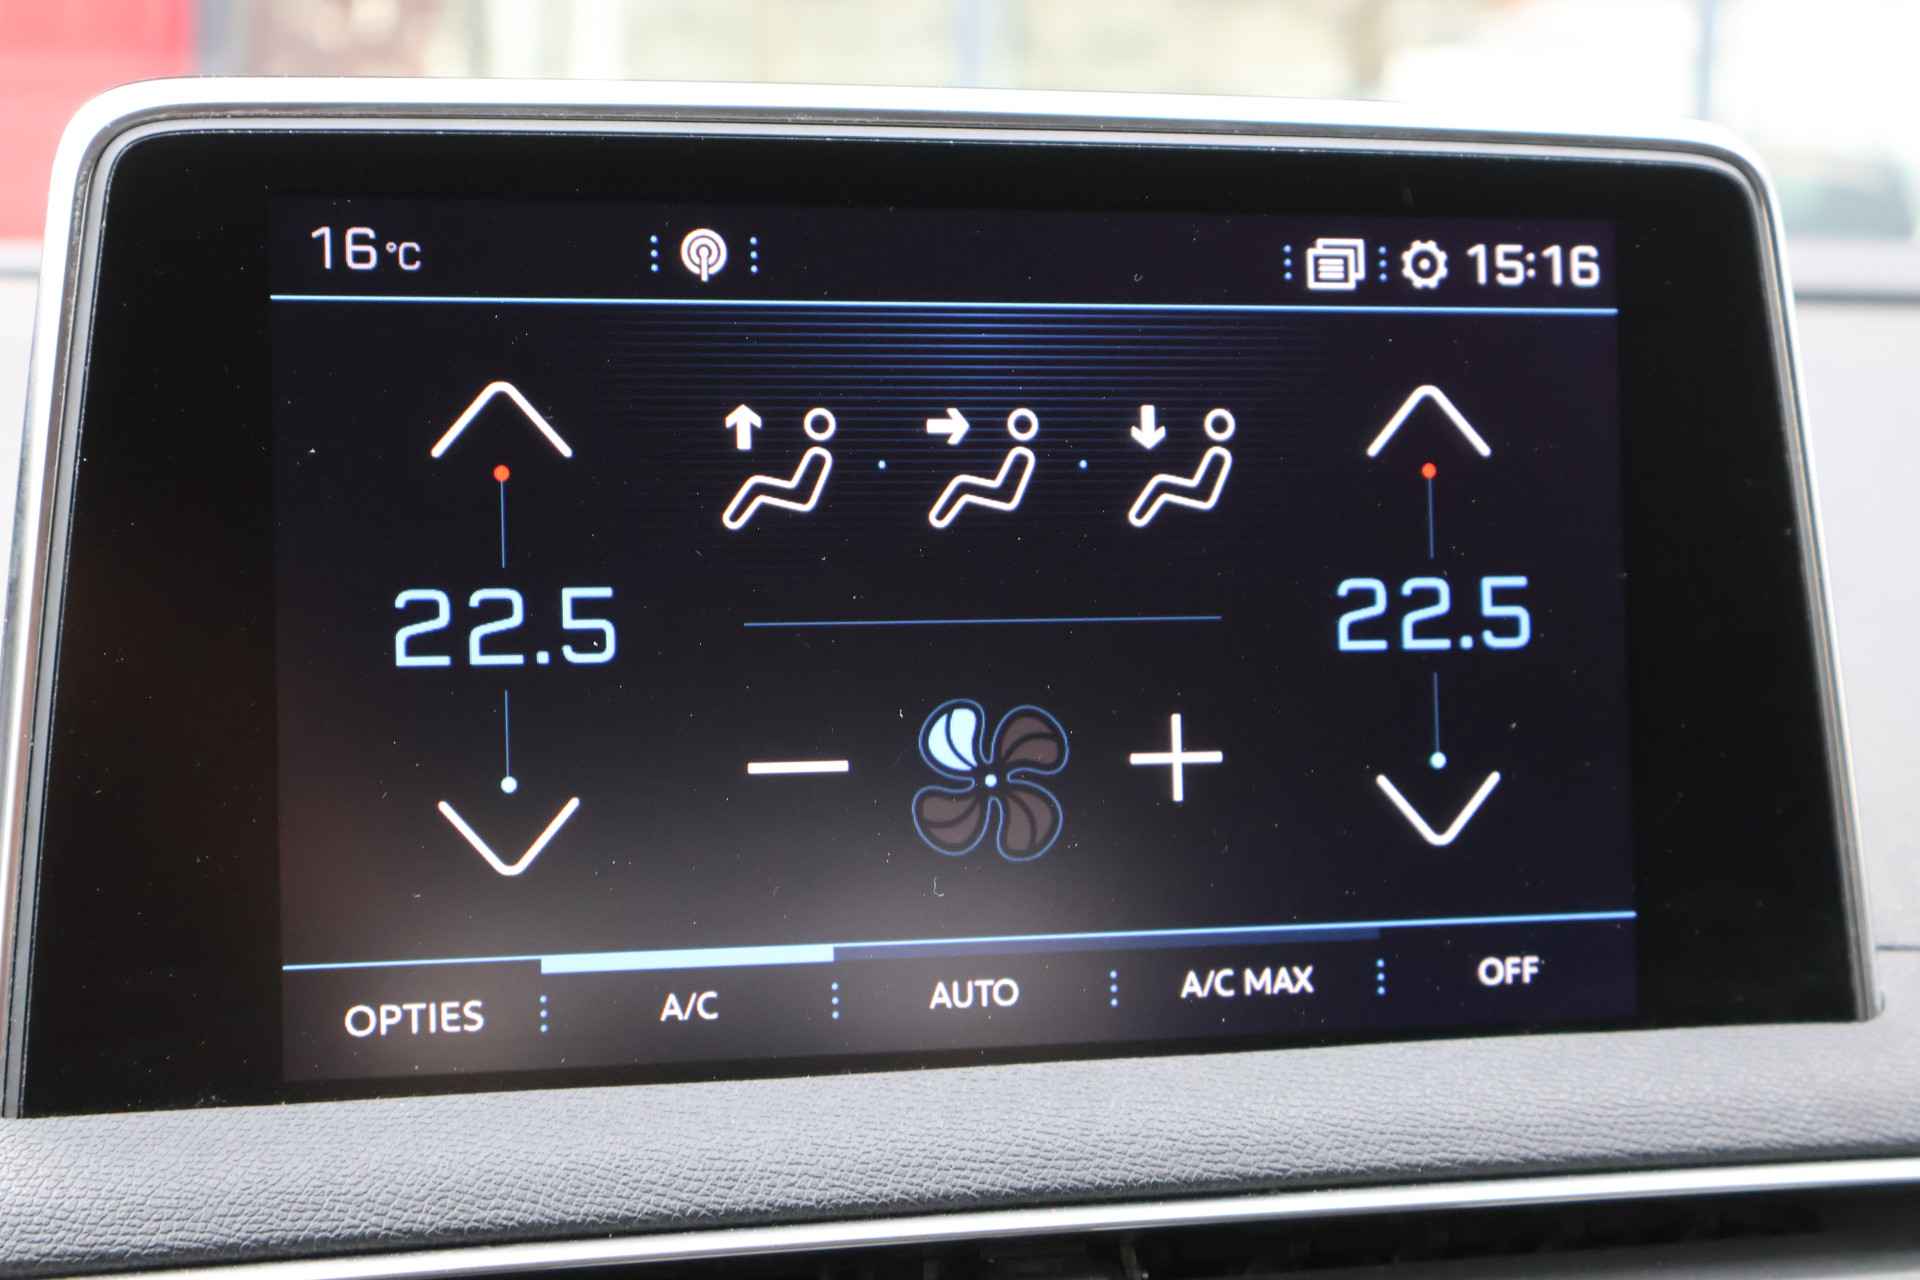 16°C 15:16
22.5 22.5
OPTIES A/C AUTO A/C MAX OFF